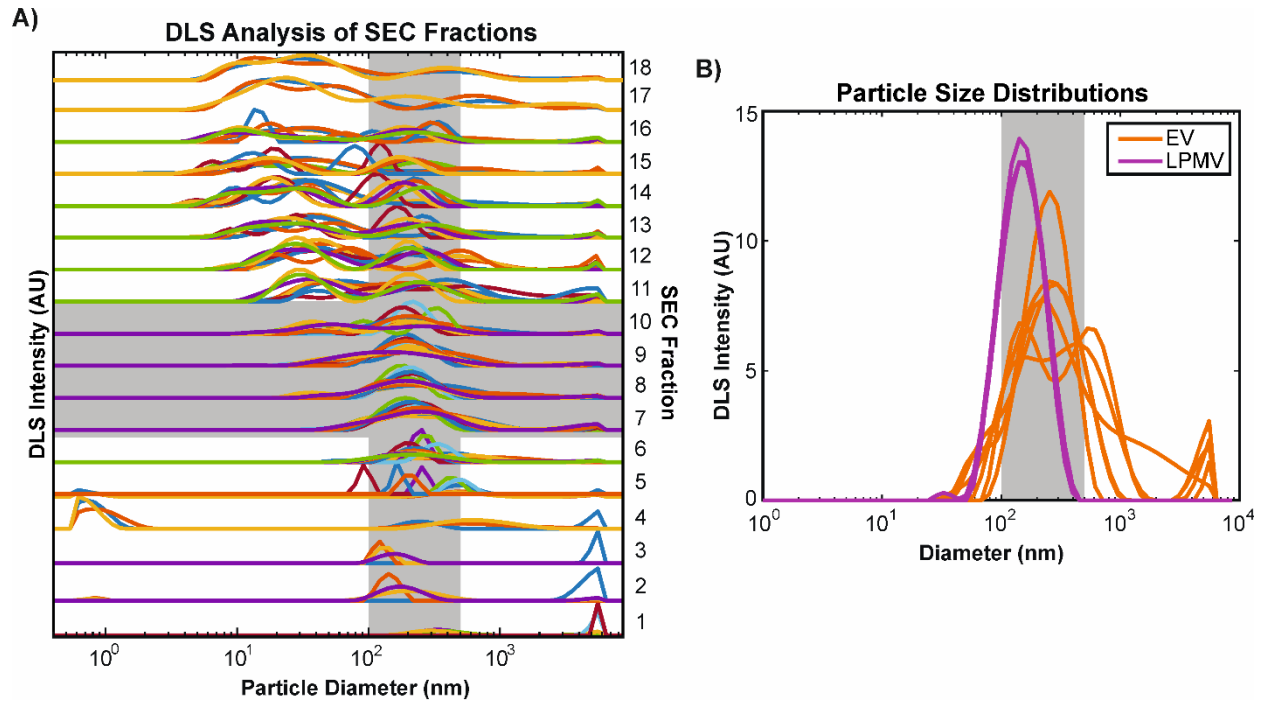 A)
DLS Analysis of SEC Fractions
DLS Intensity (AU)
18
17
16
15
14
13
12
11
10
9
8
7
6
5
4
3
2
1
SEC Fraction
10⁰ 10¹ 10² 10³
Particle Diameter (nm)
B)
Particle Size Distributions
DLS Intensity (AU)
15
10
5
0
EV
LPMV
10⁰ 10¹ 10² 10³ 10⁴
Diameter (nm)